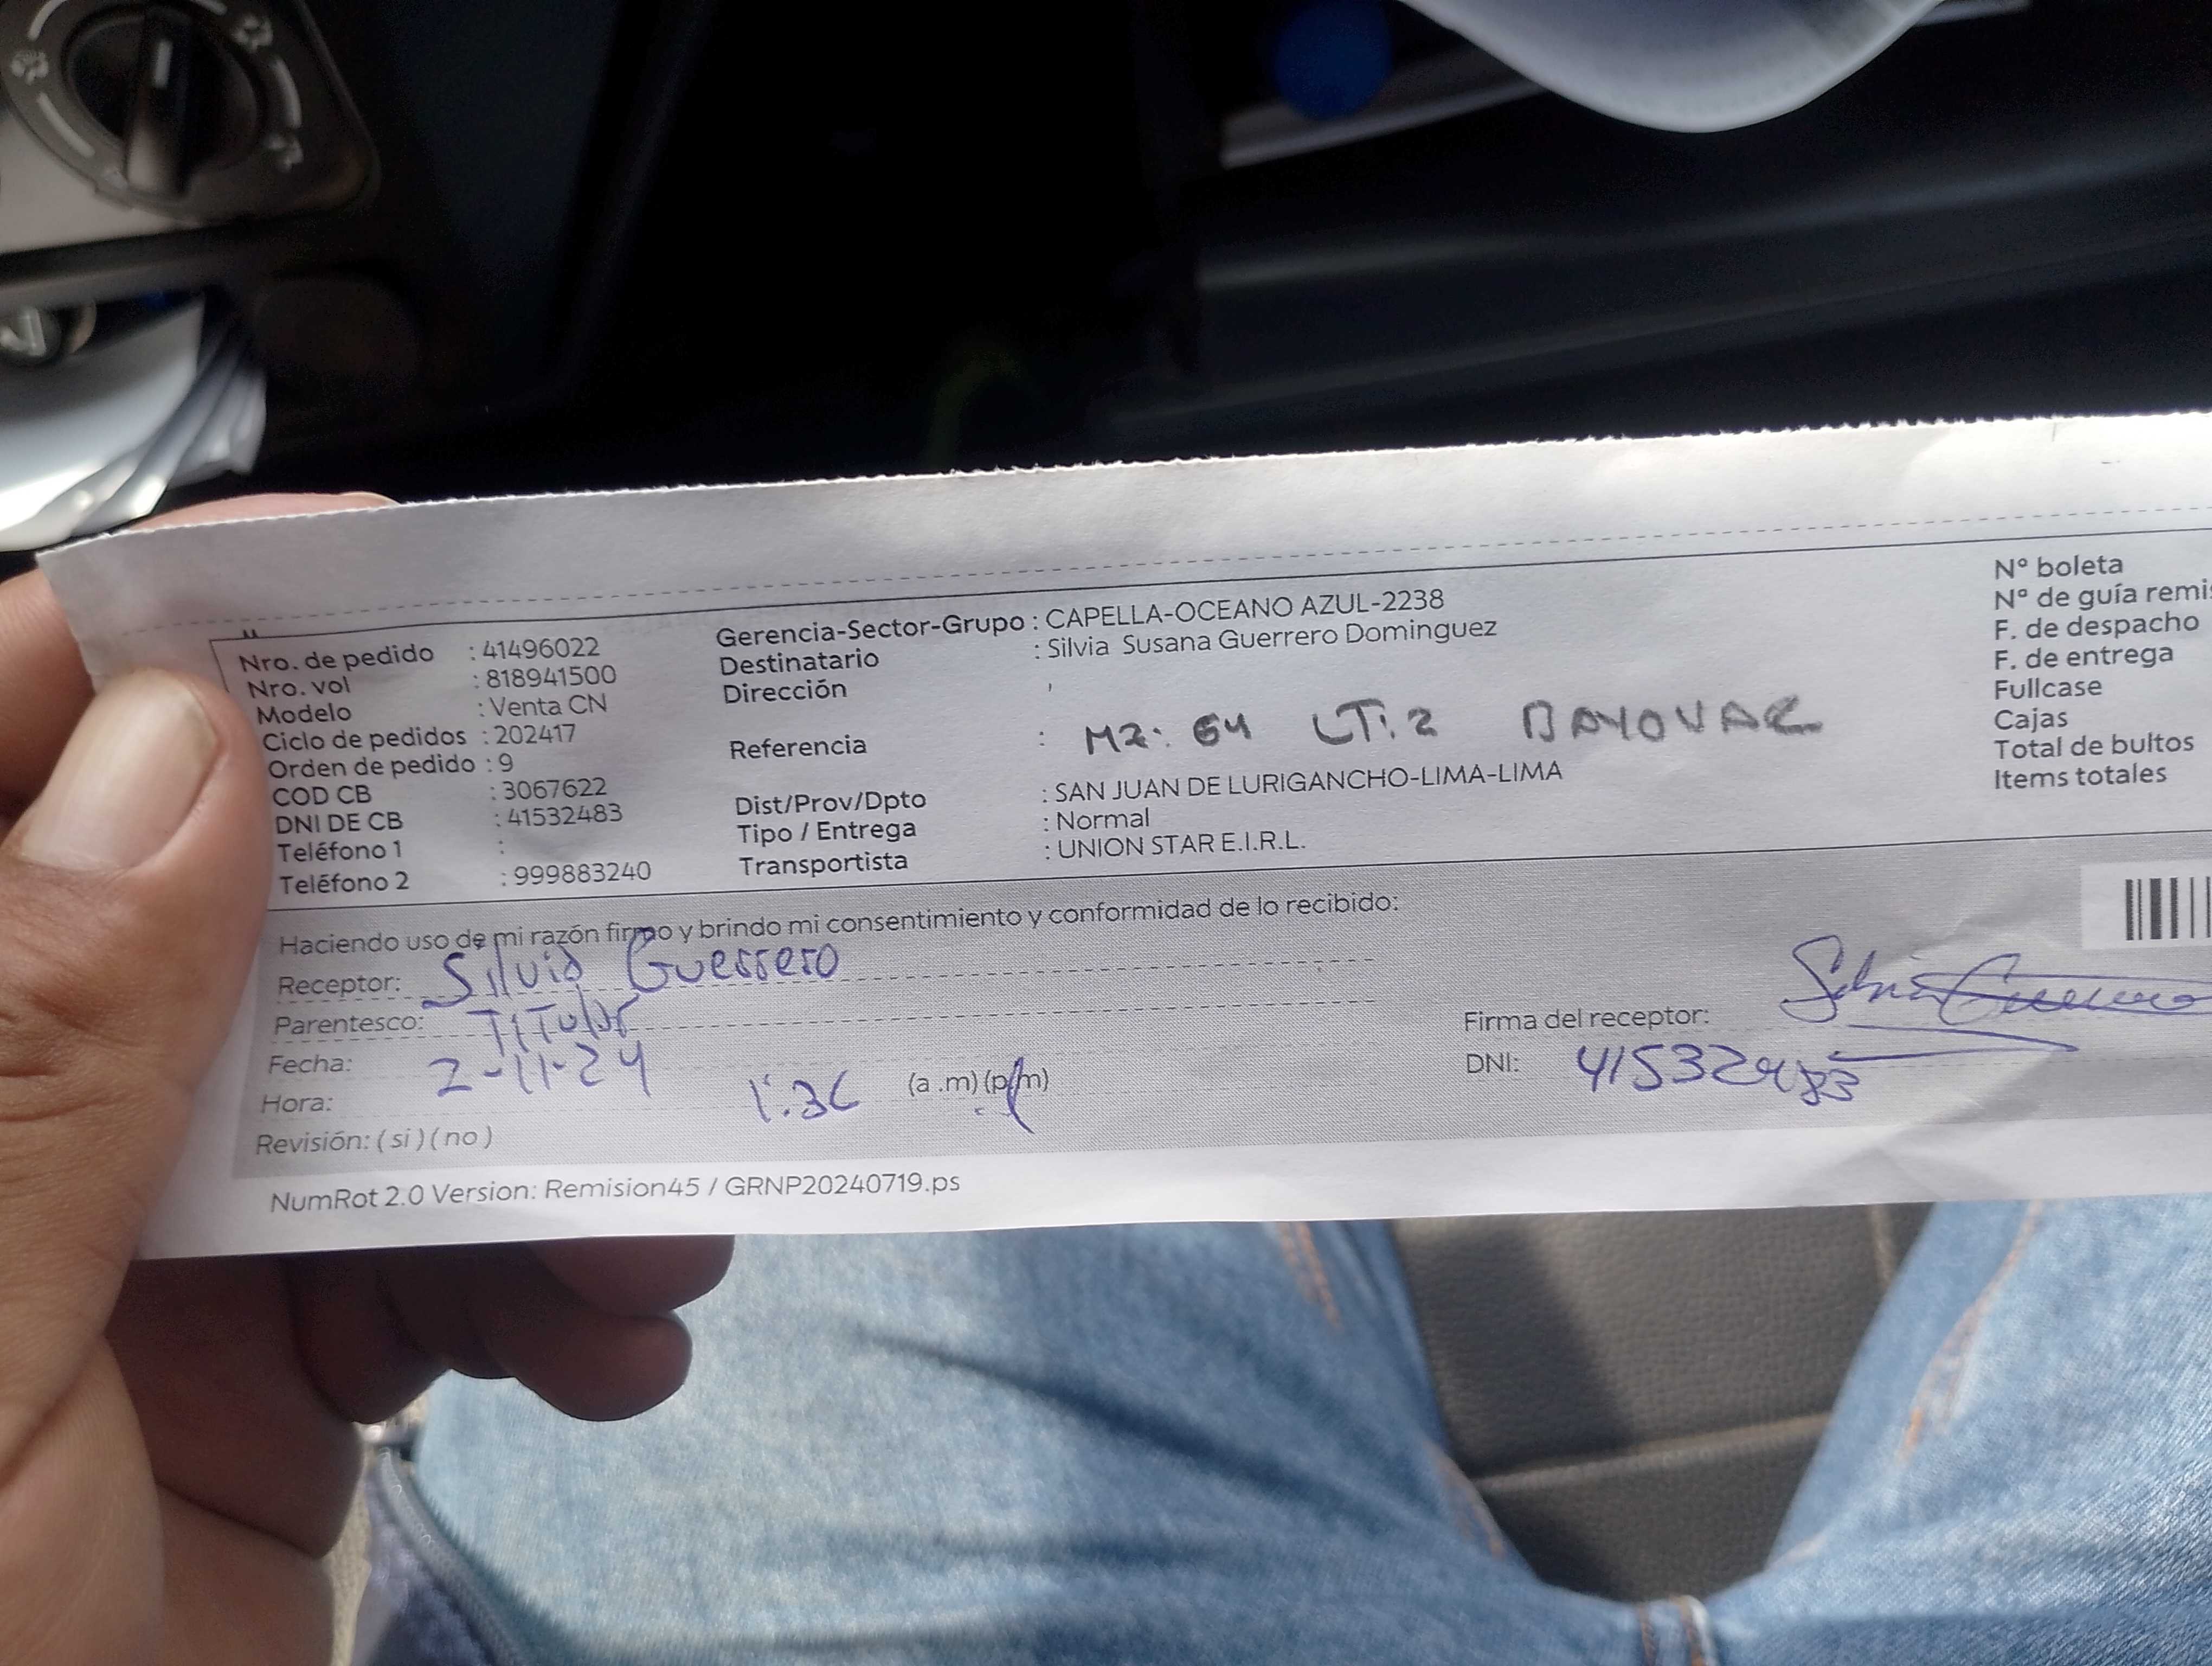 Nro. de pedido : 41496022
Nro. vol : 818941500
Modelo : Venta CN
Ciclo de pedidos : 202417
Orden de pedido : 9
COD CB : 3067622
DNI DE CB : 41532483
Teléfono 1 :
Teléfono 2 : 999883240
Gerencia-Sector-Grupo : CAPELLA-OCEANO AZUL-2238
Destinatario : Silvia Susana Guerrero Dominguez
Dirección
Referencia : MZ: G4 LT: 2 BAYOVAR
Dist/Prov/Dpto : SAN JUAN DE LURIGANCHO-LIMA-LIMA
Tipo / Entrega : Normal
Transportista : UNION STAR E.I.R.L.
N° boleta
N° de guía remis
F. de despacho
F. de entrega
Fullcase
Cajas
Total de bultos
Items totales
Haciendo uso de mi razón firmo y brindo mi consentimiento y conformidad de lo recibido:
Receptor: Silvia Guerrero
Parentesco: TiTular
Fecha: 2-11-24
Hora: 1:36 (a .m) (p.m)
Revisión: ( si ) ( no )
Firma del receptor: Silvia Guerrero
DNI: 41532483
NumRot 2.0 Version: Remision45 / GRNP20240719.ps